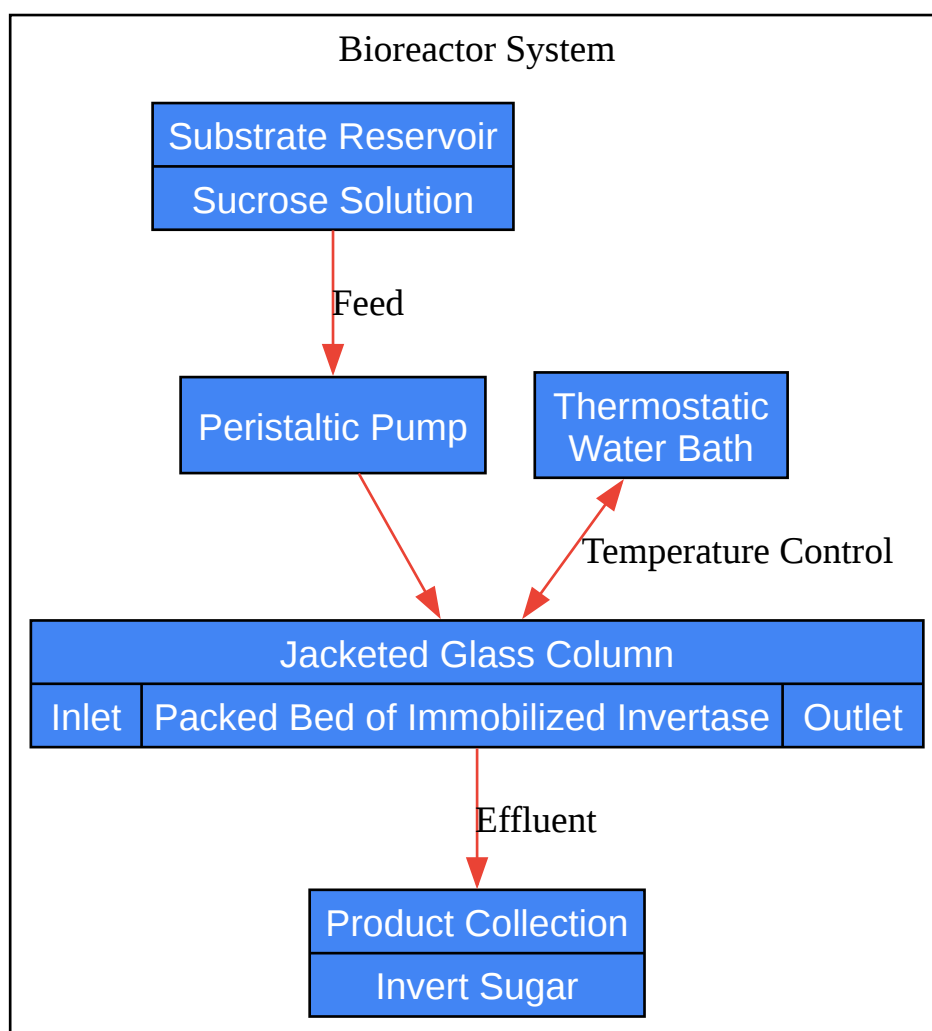 Bioreactor System
Substrate Reservoir
Sucrose Solution
Feed
Peristaltic Pump
Thermostatic
Water Bath
Temperature Control
Jacketed Glass Column
Inlet
Packed Bed of Immobilized Invertase
Outlet
Effluent
Product Collection
Invert Sugar